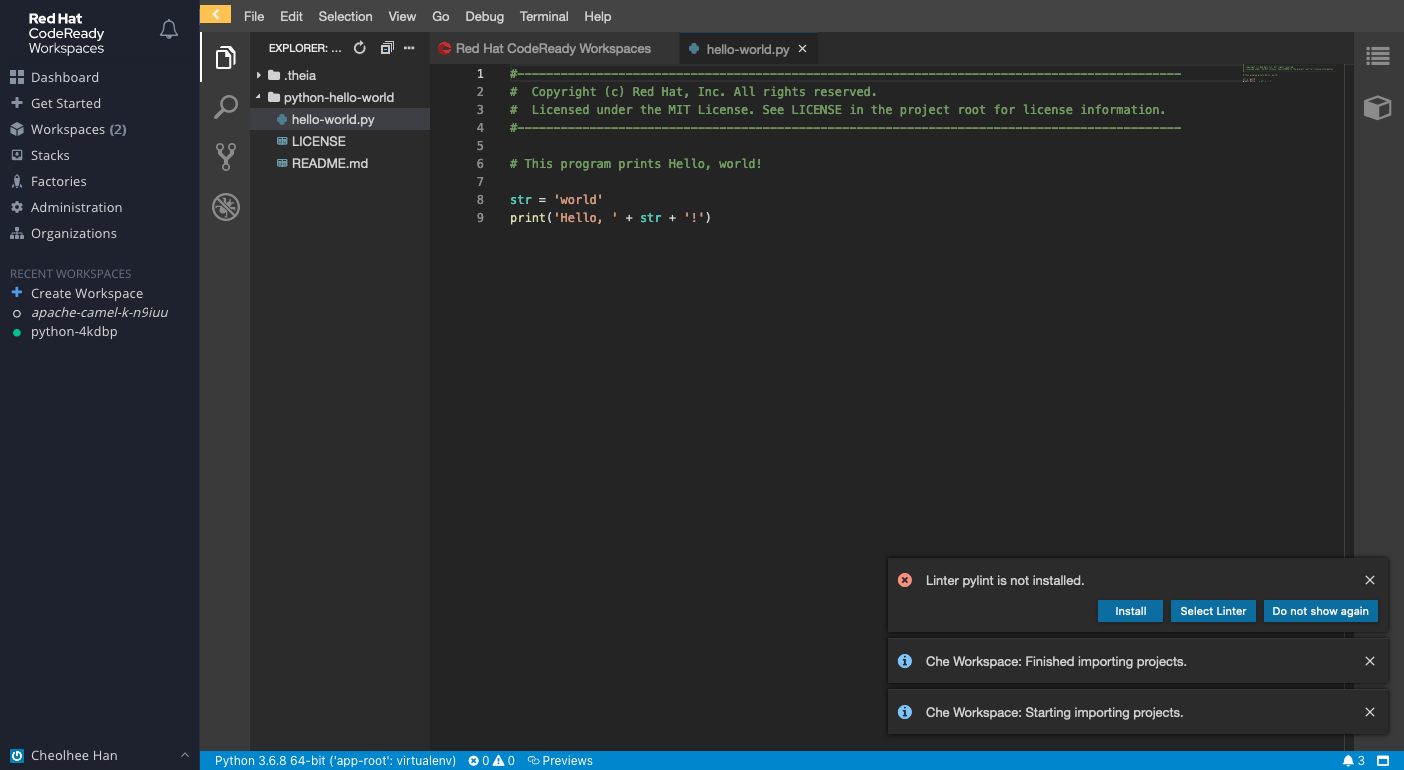 Red Hat
CodeReady
Workspaces
Dashboard
Get Started
Workspaces (2)
Stacks
Factories
Administration
Organizations
RECENT WORKSPACES
Create Workspace
apache-camel-k-n9iuu
python-4kdbp
Cheolhee Han
File Edit Selection View Go Debug Terminal Help
EXPLORER: ...
.theia
python-hello-world
hello-world.py
LICENSE
README.md
Red Hat CodeReady Workspaces
hello-world.py
1 #--------------------------------------------------------------------------------------------
2 #  Copyright (c) Red Hat, Inc. All rights reserved.
3 #  Licensed under the MIT License. See LICENSE in the project root for license information.
4 #--------------------------------------------------------------------------------------------
5
6 # This program prints Hello, world!
7
8 str = 'world'
9 print('Hello, ' + str + '!')
Linter pylint is not installed.
Install Select Linter Do not show again
Che Workspace: Finished importing projects.
Che Workspace: Starting importing projects.
Python 3.6.8 64-bit ('app-root': virtualenv) 0 0 Previews 3